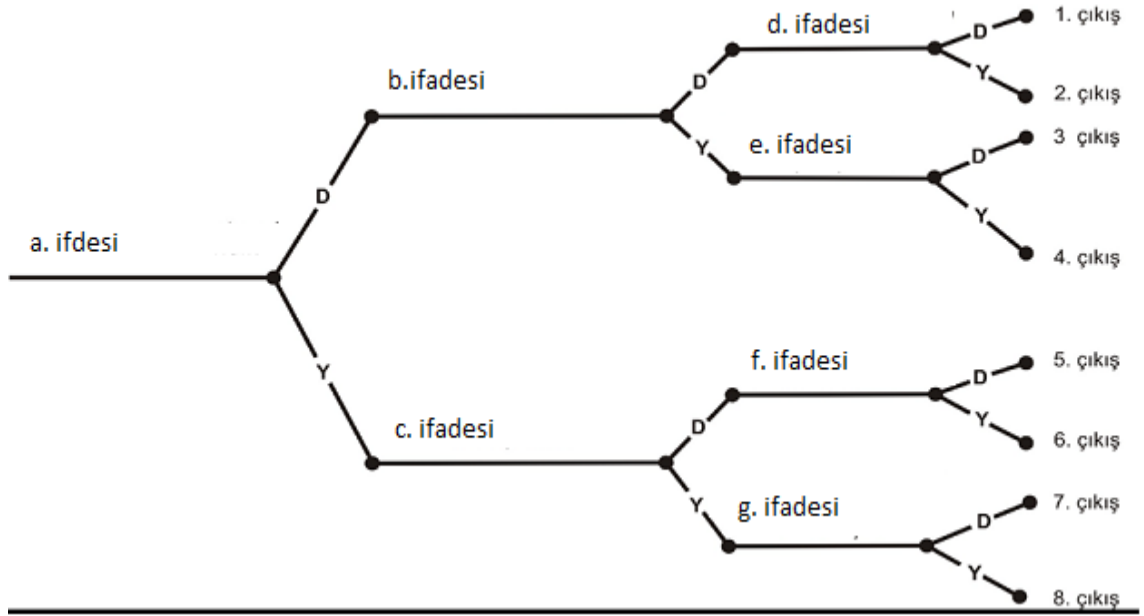 d. ifadesi
D
1. çıkış
Y
2. çıkış
b.ifadesi
D
Y
e. ifadesi
D
3 çıkış
Y
4. çıkış
D
a. ifdesi
Y
f. ifadesi
D
5. çıkış
Y
6. çıkış
c. ifadesi
D
Y
g. ifadesi
D
7. çıkış
Y
8. çıkış